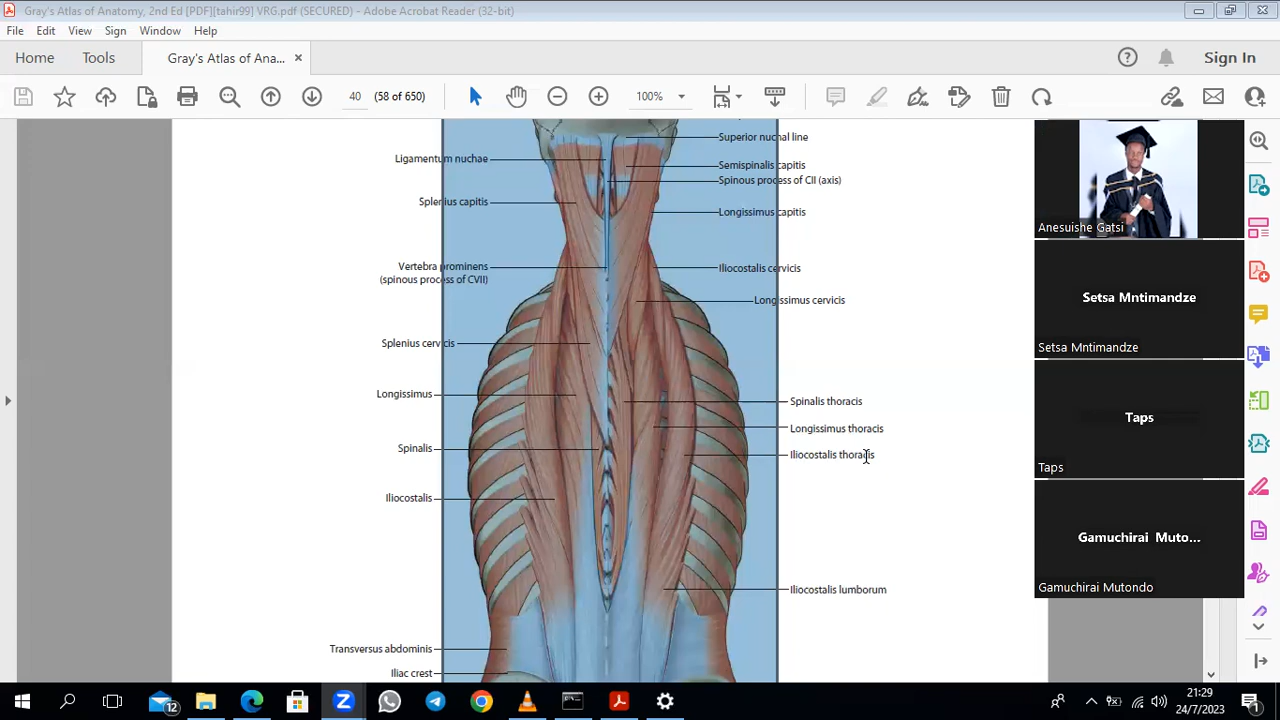 Gray's Atlas of Anatomy, 2nd Ed [PDF][tahir99] VRG.pdf (SECURED) - Adobe Acrobat Reader (32-bit)
File Edit View Sign Window Help
Home Tools Gray's Atlas of Ana... × Sign In
40 (58 of 650) 100%
Superior nuchal line
Ligamentum nuchae
Semispinalis capitis
Spinous process of CII (axis)
Splenius capitis
Longissimus capitis
Vertebra prominens
(spinous process of CVII)
Iliocostalis cervicis
Longissimus cervicis
Splenius cervicis
Longissimus
Spinalis thoracis
Longissimus thoracis
Spinalis
Iliocostalis thoracis
Iliocostalis
Iliocostalis lumborum
Transversus abdominis
Iliac crest
Anesuishe Gatsi
Setsa Mntimandze
Setsa Mntimandze
Taps
Taps
Gamuchirai Muto...
Gamuchirai Mutondo
12
21:29
24/7/2023
1